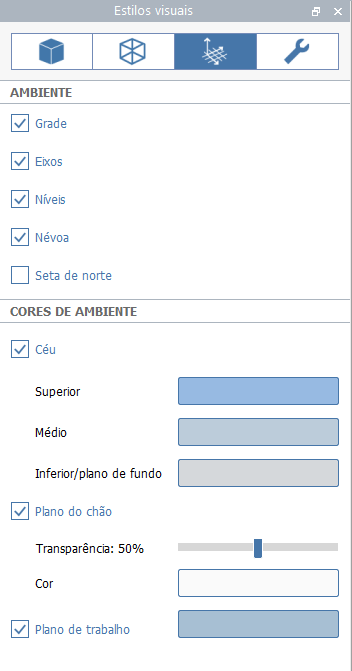 Estilos visuais
AMBIENTE
Grade
Eixos
Níveis
Névoa
Seta de norte
CORES DE AMBIENTE
Céu
Superior
Médio
Inferior/plano de fundo
Plano do chão
Transparência: 50%
Cor
Plano de trabalho